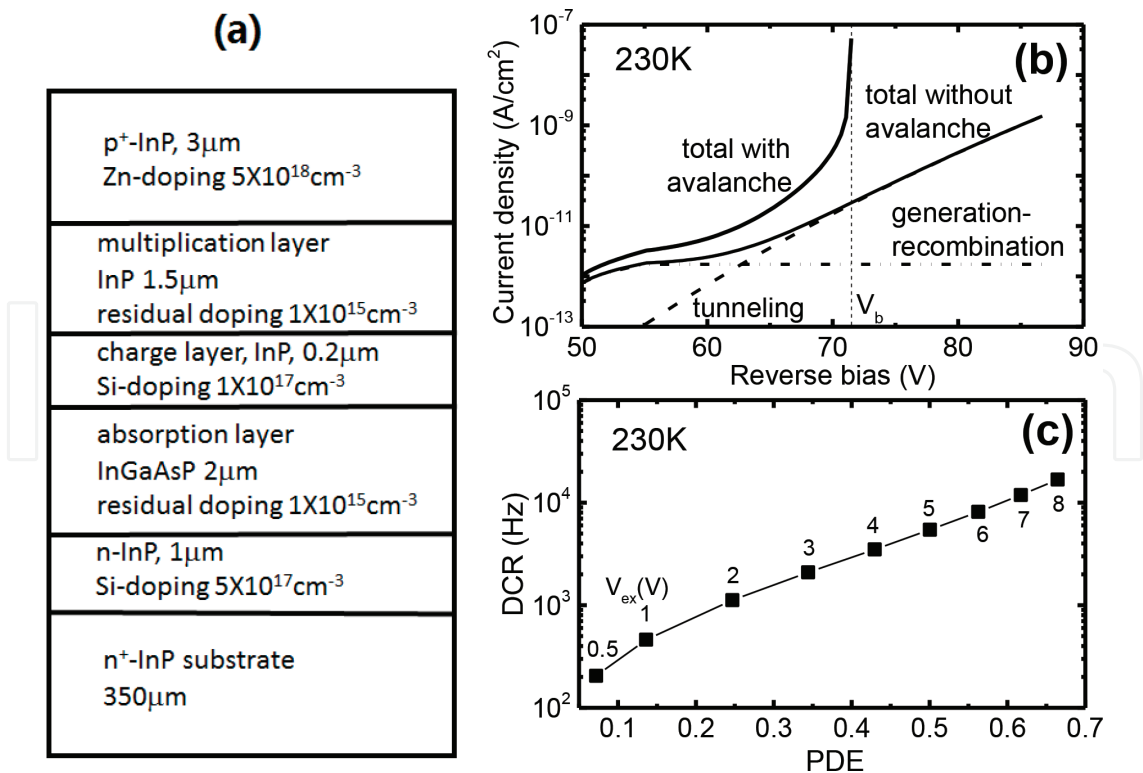 (a)
p⁺-InP, 3μm
Zn-doping 5X10¹⁸cm⁻³
multiplication layer
InP 1.5μm
residual doping 1X10¹⁵cm⁻³
charge layer, InP, 0.2μm
Si-doping 1X10¹⁷cm⁻³
absorption layer
InGaAsP 2μm
residual doping 1X10¹⁵cm⁻³
n-InP, 1μm
Si-doping 5X10¹⁷cm⁻³
n⁺-InP substrate
350μm
(b)
230K
Current density (A/cm²)
10⁻⁷
10⁻⁹
10⁻¹¹
10⁻¹³
total with
avalanche
total without
avalanche
generation-
recombination
tunneling
V_b
50 60 70 80 90
Reverse bias (V)
(c)
230K
DCR (Hz)
10⁵
10⁴
10³
10²
V_ex(V)
0.5 1 2 3 4 5 6 7 8
0.1 0.2 0.3 0.4 0.5 0.6 0.7
PDE